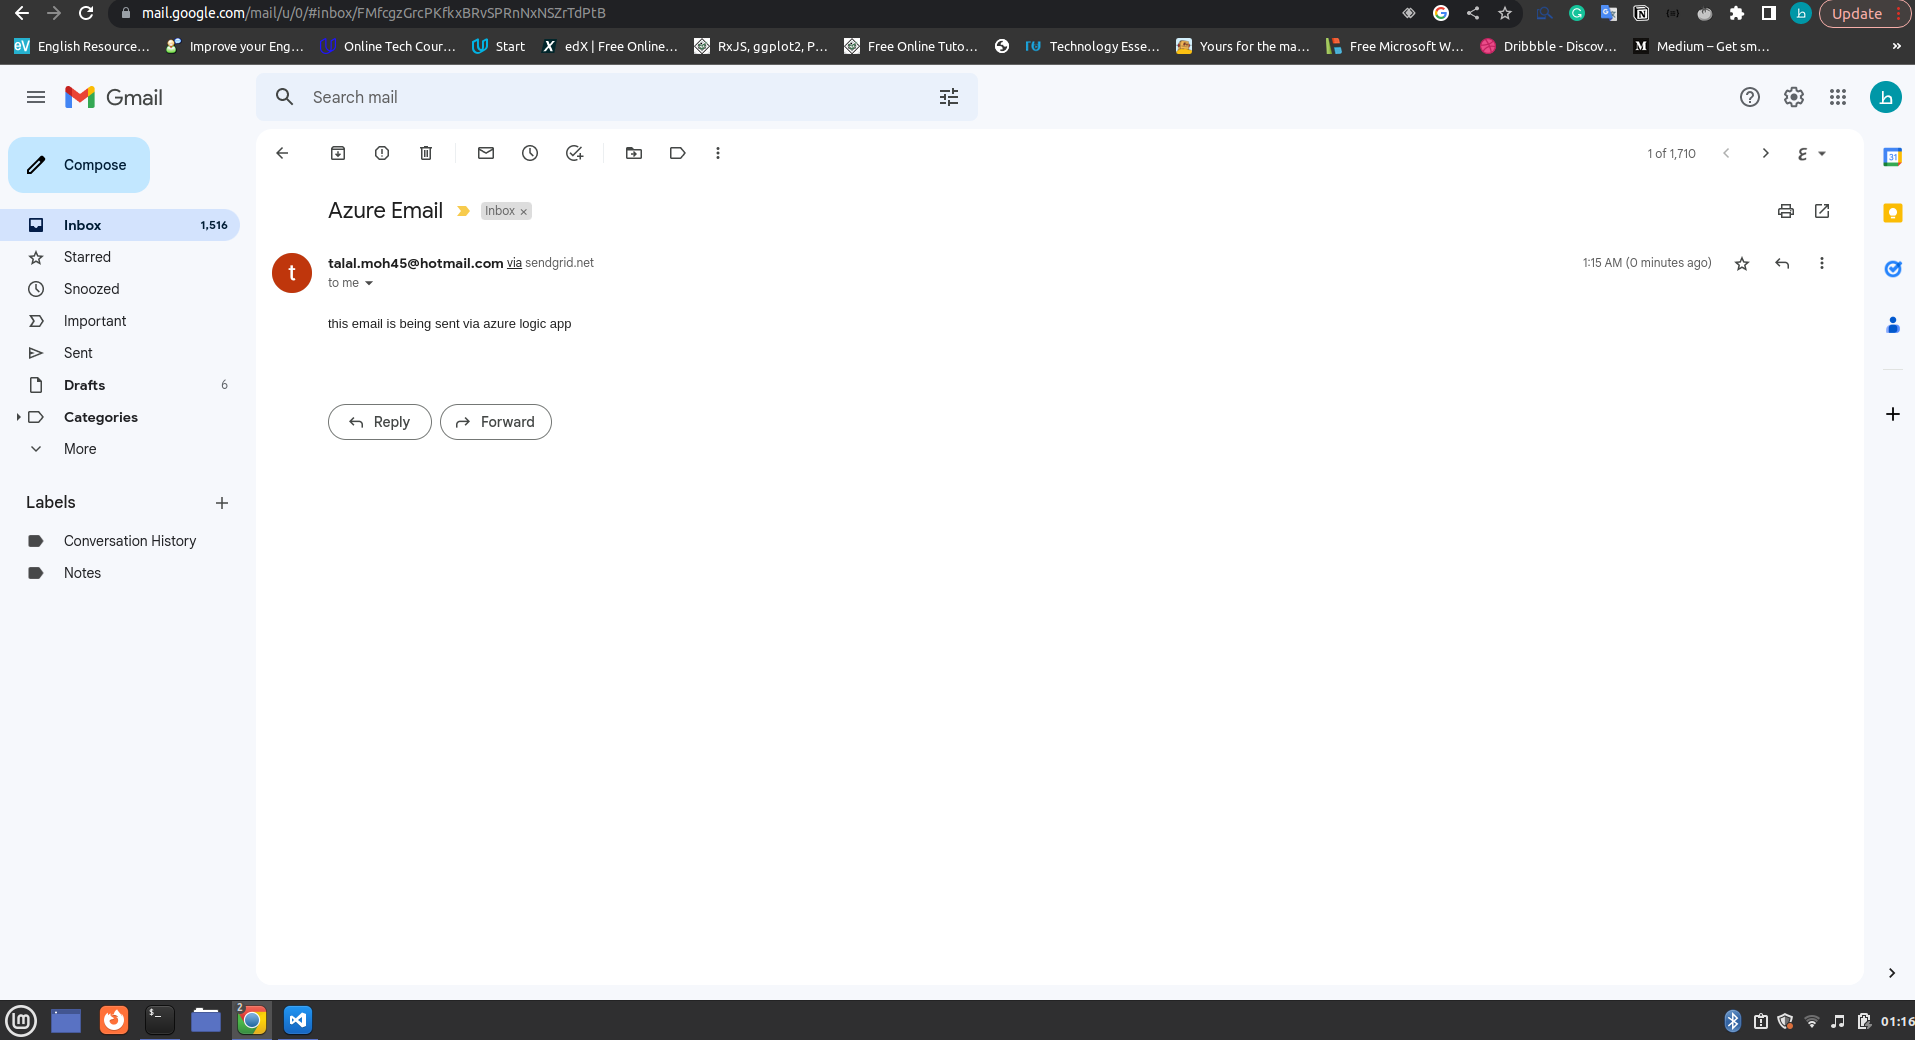 mail.google.com/mail/u/0/#inbox/FMfcgzGrcPKfkxBRvSPRnNxNSZrTdPtB
Update
English Resource... Improve your Eng... Online Tech Cour... Start edX | Free Online... RxJS, ggplot2, P... Free Online Tuto... Technology Esse... Yours for the ma... Free Microsoft W... Dribbble - Discov... Medium – Get sm... »
Gmail
Search mail
ط
Compose
1 of 1,710
Azure Email
Inbox ×
Inbox 1,516
Starred
Snoozed
Important
Sent
Drafts 6
Categories
More
Labels
Conversation History
Notes
t
talal.moh45@hotmail.com via sendgrid.net
1:15 AM (0 minutes ago)
to me
this email is being sent via azure logic app
Reply
Forward
2
01:16